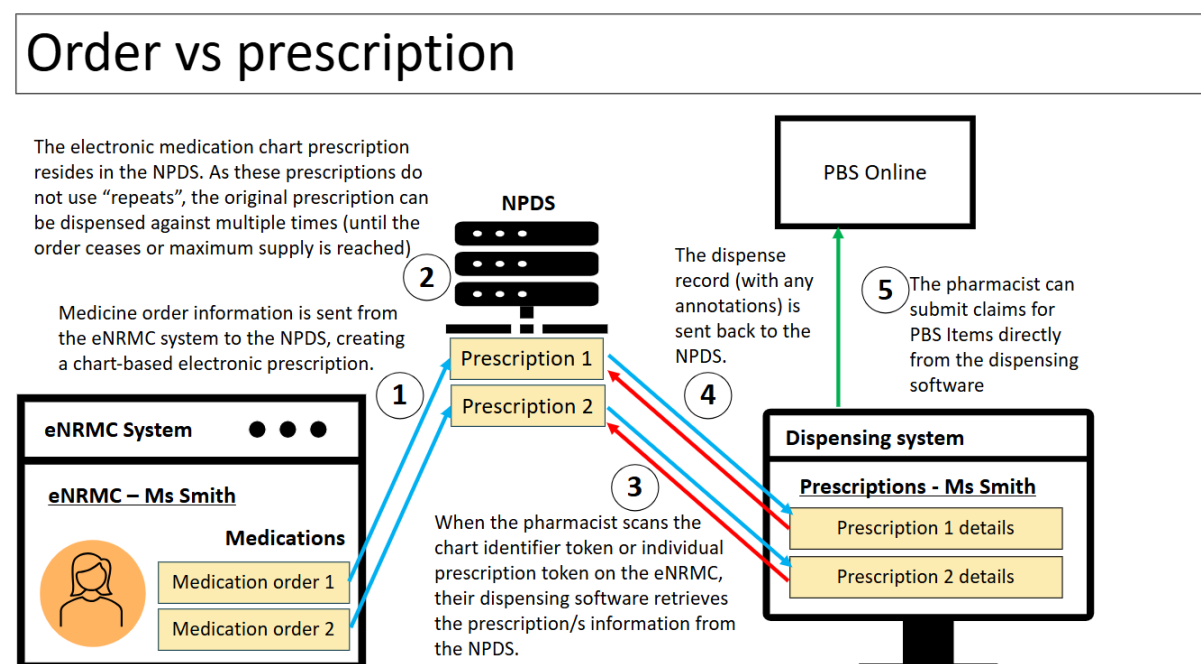 Order vs prescription
The electronic medication chart prescription
resides in the NPDS. As these prescriptions do
not use “repeats”, the original prescription can
be dispensed against multiple times (until the
order ceases or maximum supply is reached)
2
NPDS
Medicine order information is sent from
the eNRMC system to the NPDS, creating
a chart-based electronic prescription.
1
Prescription 1
Prescription 2
The dispense
record (with any
annotations) is
sent back to the
NPDS.
4
PBS Online
5
The pharmacist can
submit claims for
PBS Items directly
from the dispensing
software
eNRMC System
eNRMC – Ms Smith
Medications
Medication order 1
Medication order 2
3
When the pharmacist scans the
chart identifier token or individual
prescription token on the eNRMC,
their dispensing software retrieves
the prescription/s information from
the NPDS.
Dispensing system
Prescriptions - Ms Smith
Prescription 1 details
Prescription 2 details